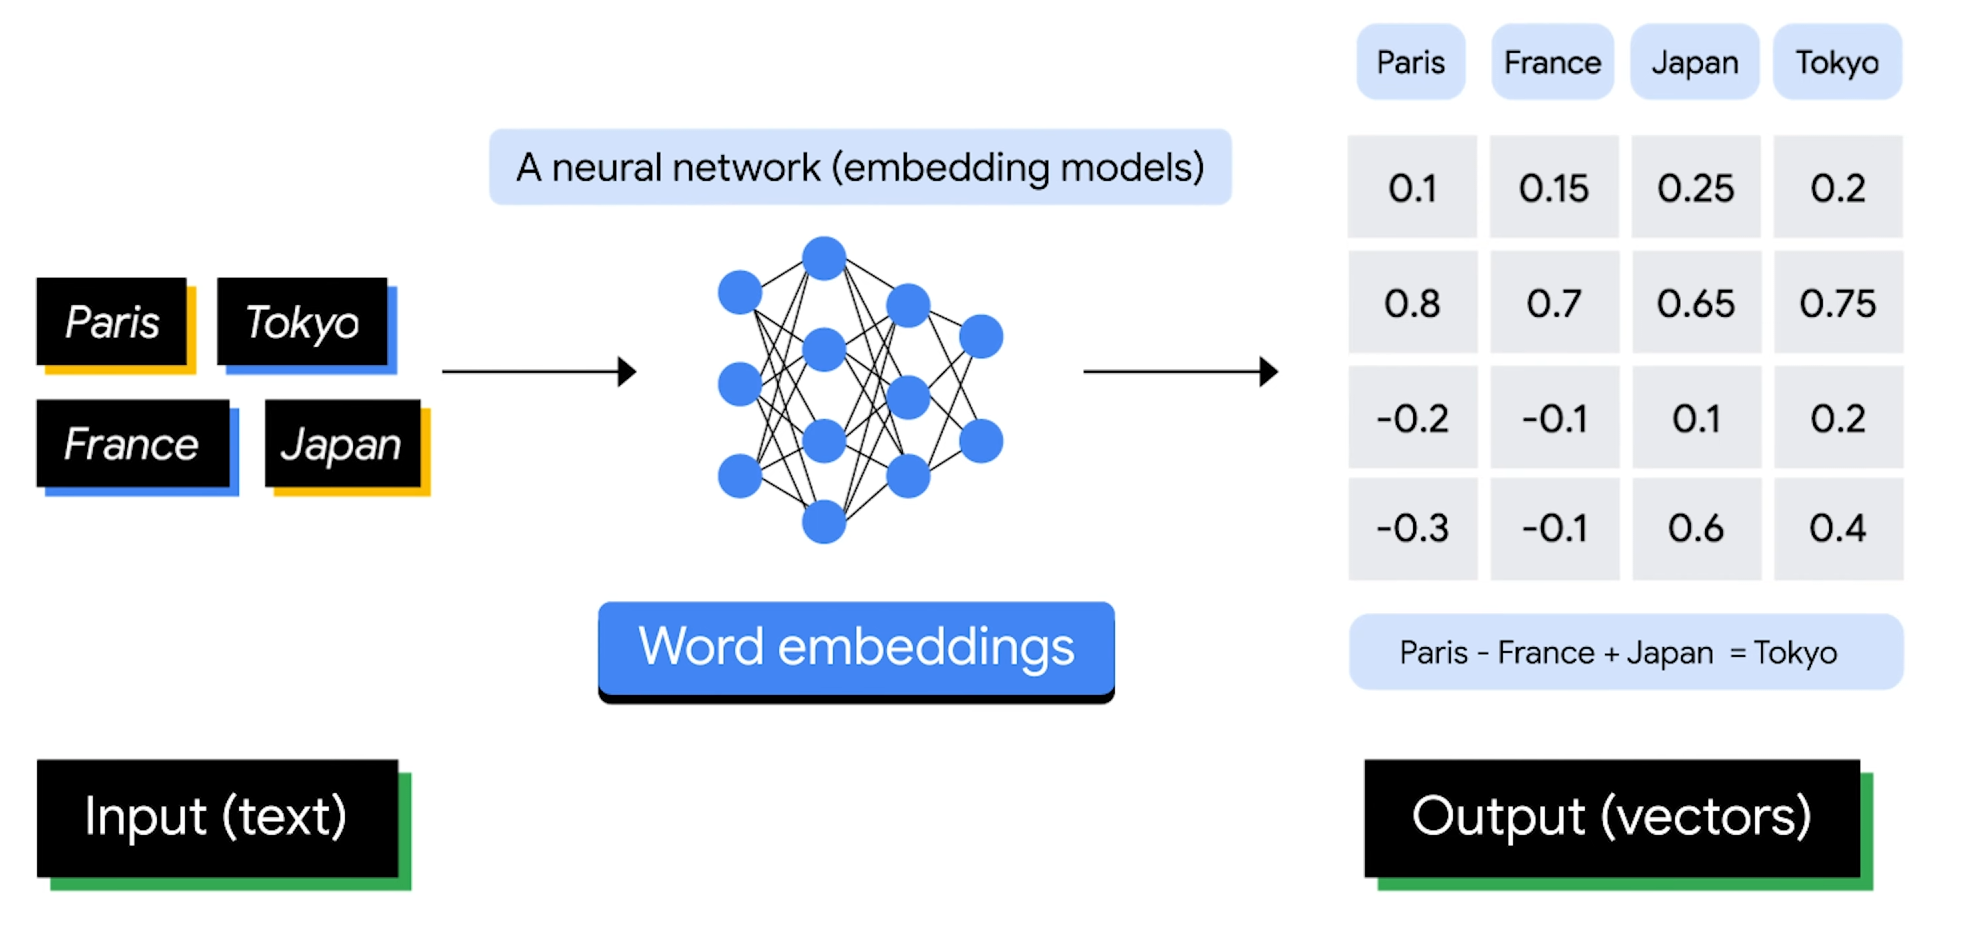 Paris France Japan Tokyo
A neural network (embedding models)
0.1 0.15 0.25 0.2
0.8 0.7 0.65 0.75
-0.2 -0.1 0.1 0.2
-0.3 -0.1 0.6 0.4
Paris - France + Japan = Tokyo
Paris Tokyo
France Japan
Word embeddings
Input (text)
Output (vectors)